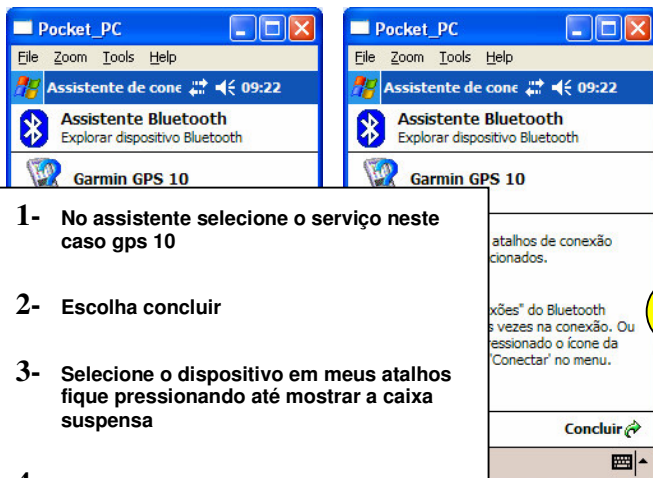 Pocket_PC
File Zoom Tools Help
Assistente de cone 09:22
Assistente Bluetooth
Explorar dispositivo Bluetooth
Garmin GPS 10
Pocket_PC
File Zoom Tools Help
Assistente de cone 09:22
Assistente Bluetooth
Explorar dispositivo Bluetooth
Garmin GPS 10
atalhos de conexão
cionados.
xões" do Bluetooth
s vezes na conexão. Ou
essionado o ícone da
'Conectar' no menu.
Concluir
1- No assistente selecione o serviço neste
caso gps 10
2- Escolha concluir
3- Selecione o dispositivo em meus atalhos
fique pressionando até mostrar a caixa
suspensa